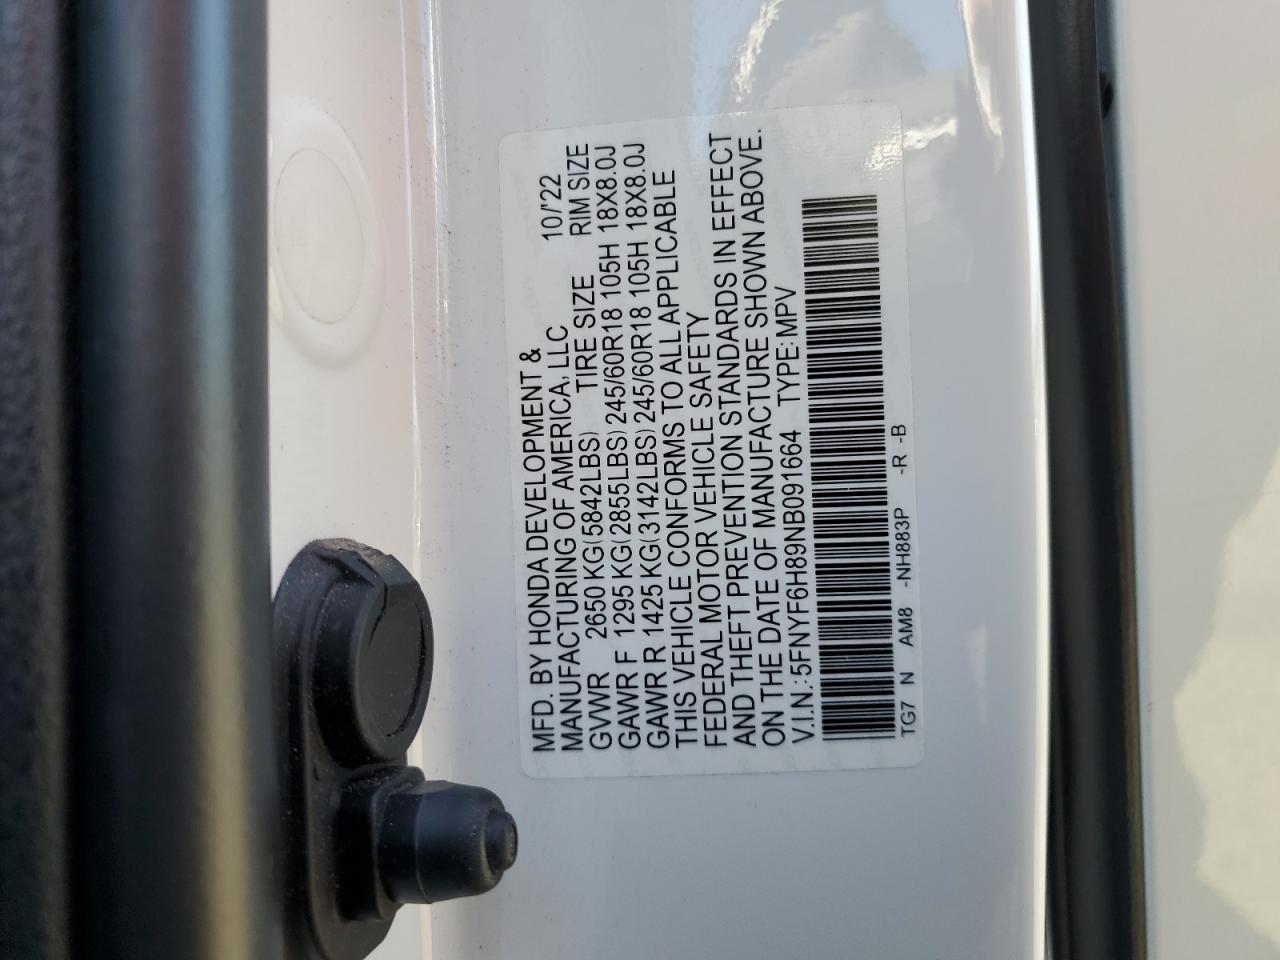 MFD. BY HONDA DEVELOPMENT &
MANUFACTURING OF AMERICA, LLC 10/'22
GVWR 2650 KG(5842LBS) TIRE SIZE RIM SIZE
GAWR F 1295 KG(2855LBS) 245/60R18 105H 18X8.0J
GAWR R 1425 KG(3142LBS) 245/60R18 105H 18X8.0J
THIS VEHICLE CONFORMS TO ALL APPLICABLE
FEDERAL MOTOR VEHICLE SAFETY
AND THEFT PREVENTION STANDARDS IN EFFECT
ON THE DATE OF MANUFACTURE SHOWN ABOVE.
V.I.N.:5FNYF6H89NB091664 TYPE:MPV
TG7 N AM8 -NH883P -R -B